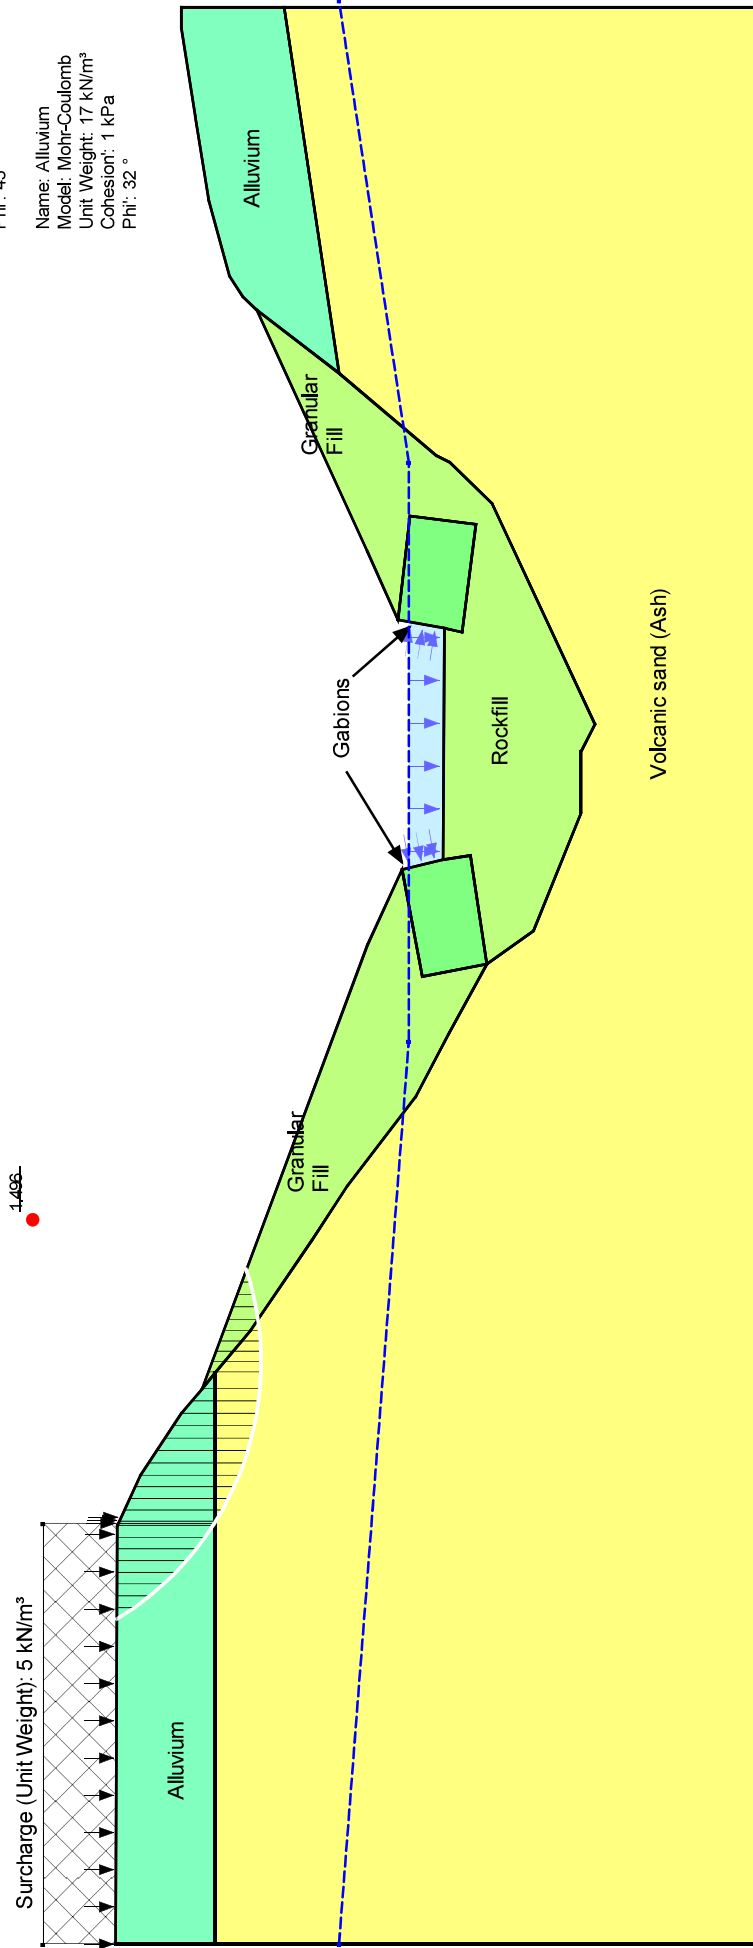 Name: Alluvium
Model: Mohr-Coulomb
Unit Weight: 17 kN/m³
Cohesion': 1 kPa
Phi': 32 °
1.496
Surcharge (Unit Weight): 5 kN/m³
Alluvium
Granular
Fill
Gabions
Rockfill
Granular
Fill
Alluvium
Volcanic sand (Ash)